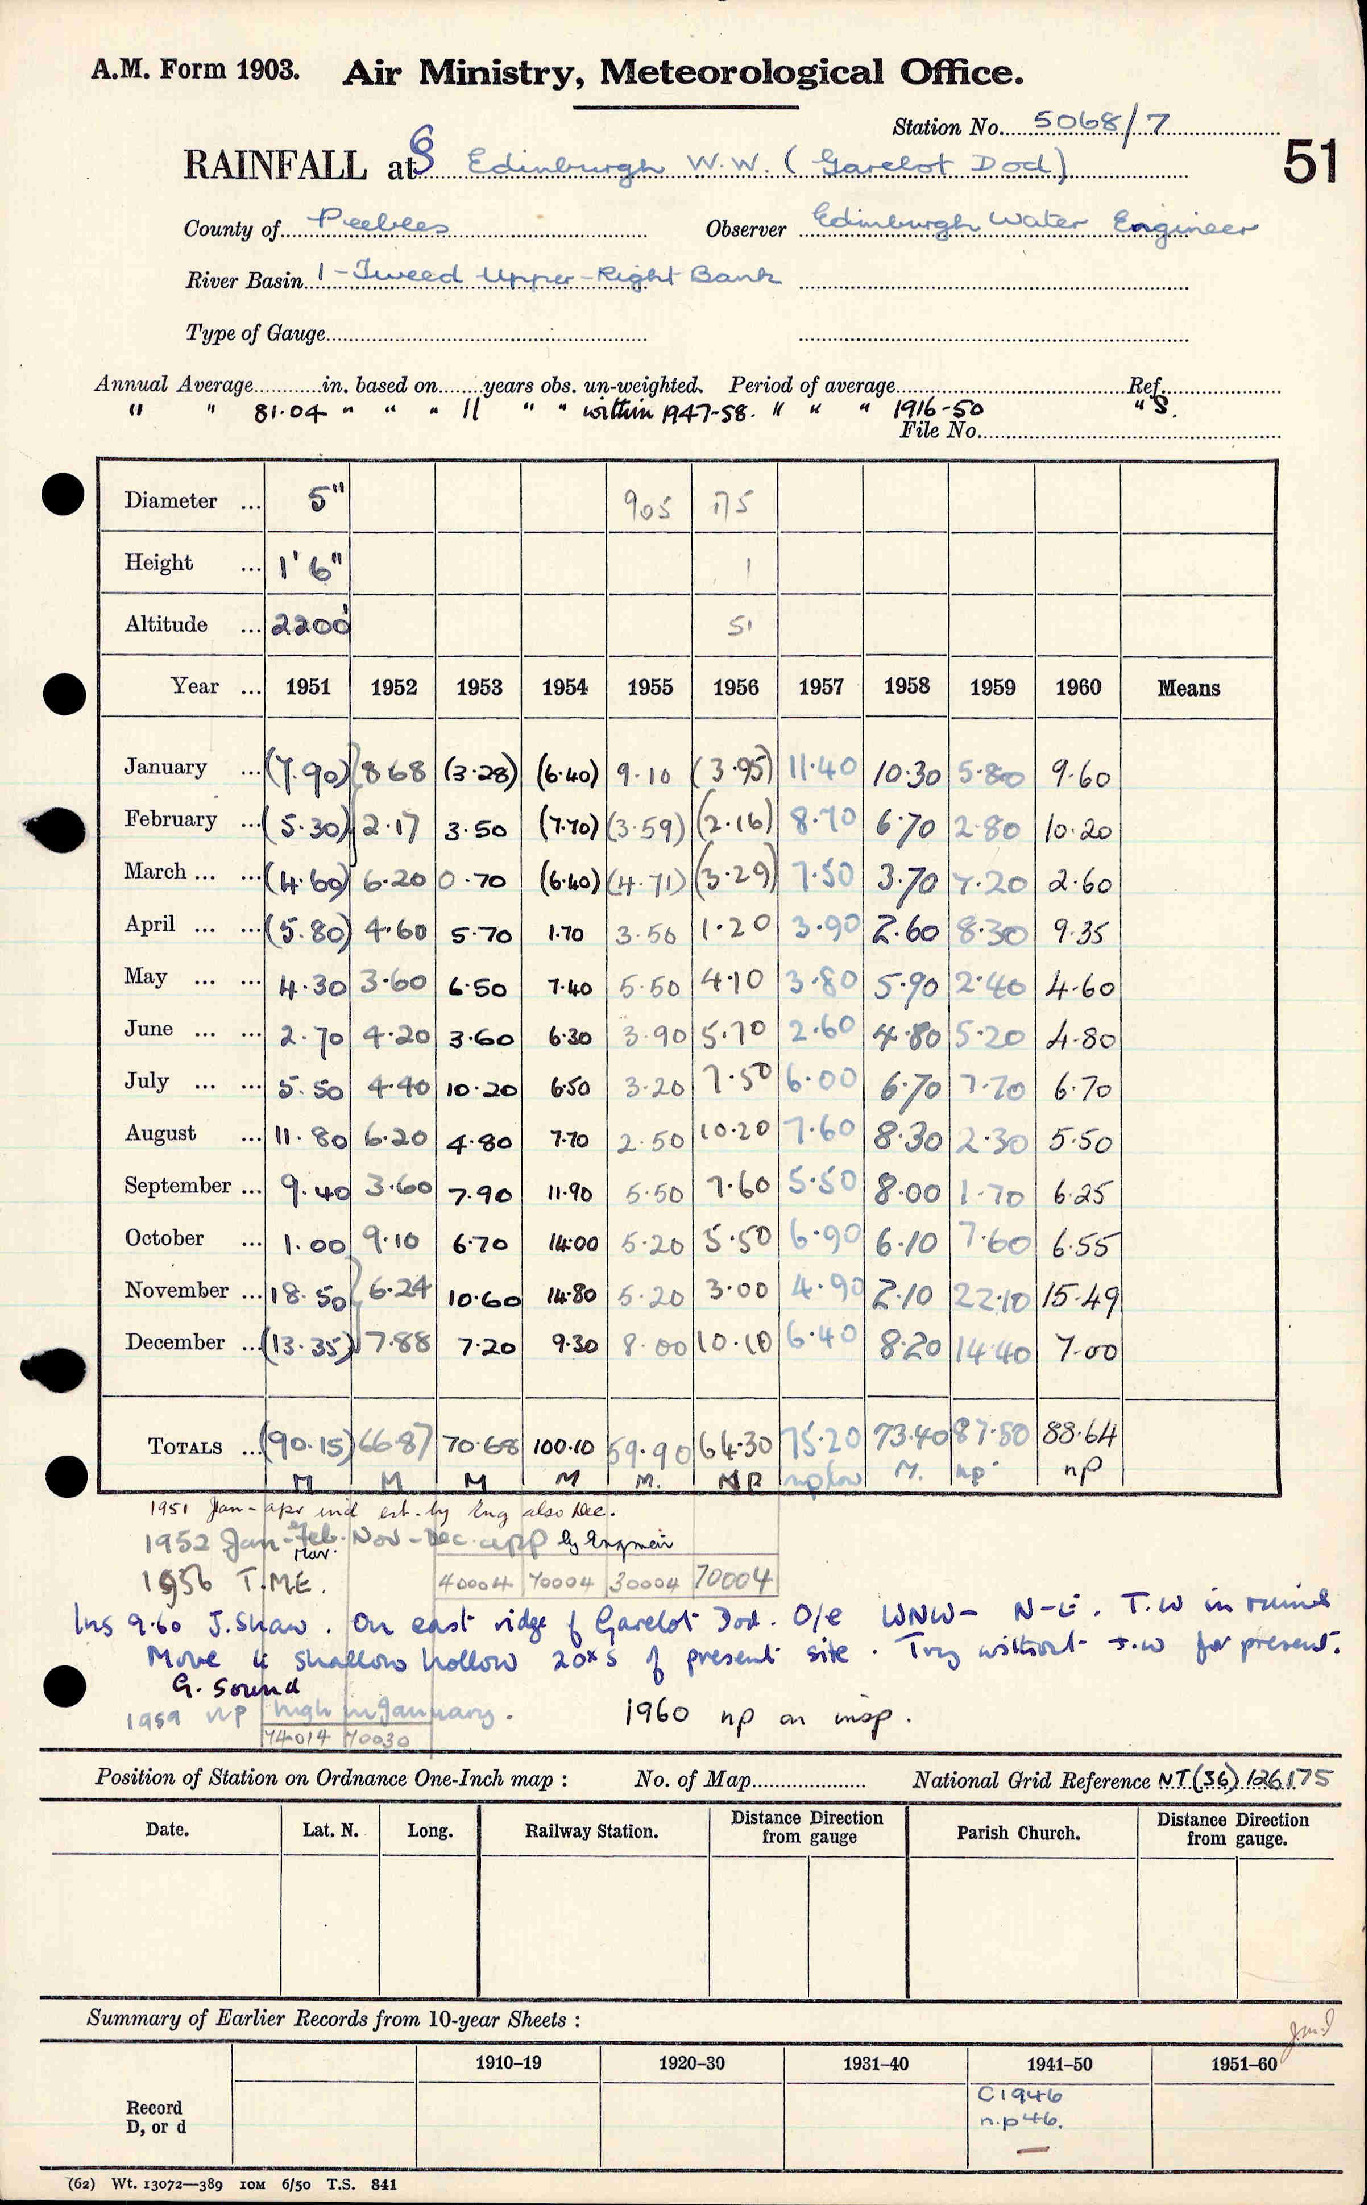 A.M. Form 1903. Air Ministry, Meteorological Office.
Station No. 5068/7
RAINFALL at Edinburgh W.W. (Garelot Dod)
51
County of Peebles Observer Edinburgh Water Engineer
River Basin 1-Tweed Upper-Right Bank
Type of Gauge
Annual Average in. based on years obs. un-weighted. Period of average Ref.
" " 81.04 " " " 11 " " within 1947-58. " " " 1916-50 " S.
File No.
Diameter ... 5" 905 175
Height ... 1' 6" 1
Altitude ... 2200' 51
Year ... 1951 1952 1953 1954 1955 1956 1957 1958 1959 1960 Means
January ... (7.90) 8.68 (3.28) (6.40) 9.10 (3.95) 11.40 10.30 5.80 9.60
February ... (5.30) 2.17 3.50 (7.70) (3.59) (2.16) 8.70 6.70 2.80 10.20
March ... ... (4.60) 6.20 0.70 (6.40) (4.71) (3.29) 7.50 3.70 7.20 2.60
April ... ... (5.80) 4.60 5.70 1.70 3.50 1.20 3.90 2.60 8.30 9.35
May ... ... 4.30 3.60 6.50 7.40 5.50 4.10 3.80 5.90 2.40 4.60
June ... ... 2.70 4.20 3.60 6.30 3.90 5.70 2.60 4.80 5.20 4.80
July ... ... 5.50 4.40 10.20 6.50 3.20 7.50 6.00 6.70 7.70 6.70
August ... 11.80 6.20 4.80 7.70 2.50 10.20 7.60 8.30 2.30 5.50
September ... 9.40 3.60 7.90 11.90 5.50 7.60 5.50 8.00 1.70 6.25
October ... 1.00 9.10 6.70 14.00 5.20 5.50 6.90 6.10 7.60 6.55
November ... 18.50 6.24 10.60 14.80 5.20 3.00 4.90 2.10 22.10 15.49
December ... (13.35) 7.88 7.20 9.30 8.00 10.10 6.40 8.20 14.40 7.00
TOTALS ... (90.15) 66.87 70.68 100.10 59.90 64.30 75.20 73.40 87.50 88.64
M M M M M. NP np low M. np. np
1951 Jan-Apr incl est. by Eng also Dec.
1952 Jan-Feb. Nov-Dec. app by Engineer
Mar.
1956 T.M.E. 40004 70004 30004 70004
Ins 9.60 J. Shaw. On east ridge of Garelot Dod. O/e WNW- N-E. T.W in ruins
Move to shallow hollow 20x S of present site. Try without T.W for present.
G. Sound
1959 np high in January. 1960 np on insp.
74014 70030
Position of Station on Ordnance One-Inch map : No. of Map National Grid Reference NT(36) 126175
Date. Lat. N. Long. Railway Station. Distance Direction from gauge Parish Church. Distance Direction from gauge.
Summary of Earlier Records from 10-year Sheets :
1910-19 1920-30 1931-40 1941-50 1951-60
Record D, or d
C1946
n.p 46.
(62) Wt. 13072—389 10M 6/50 T.S. 841